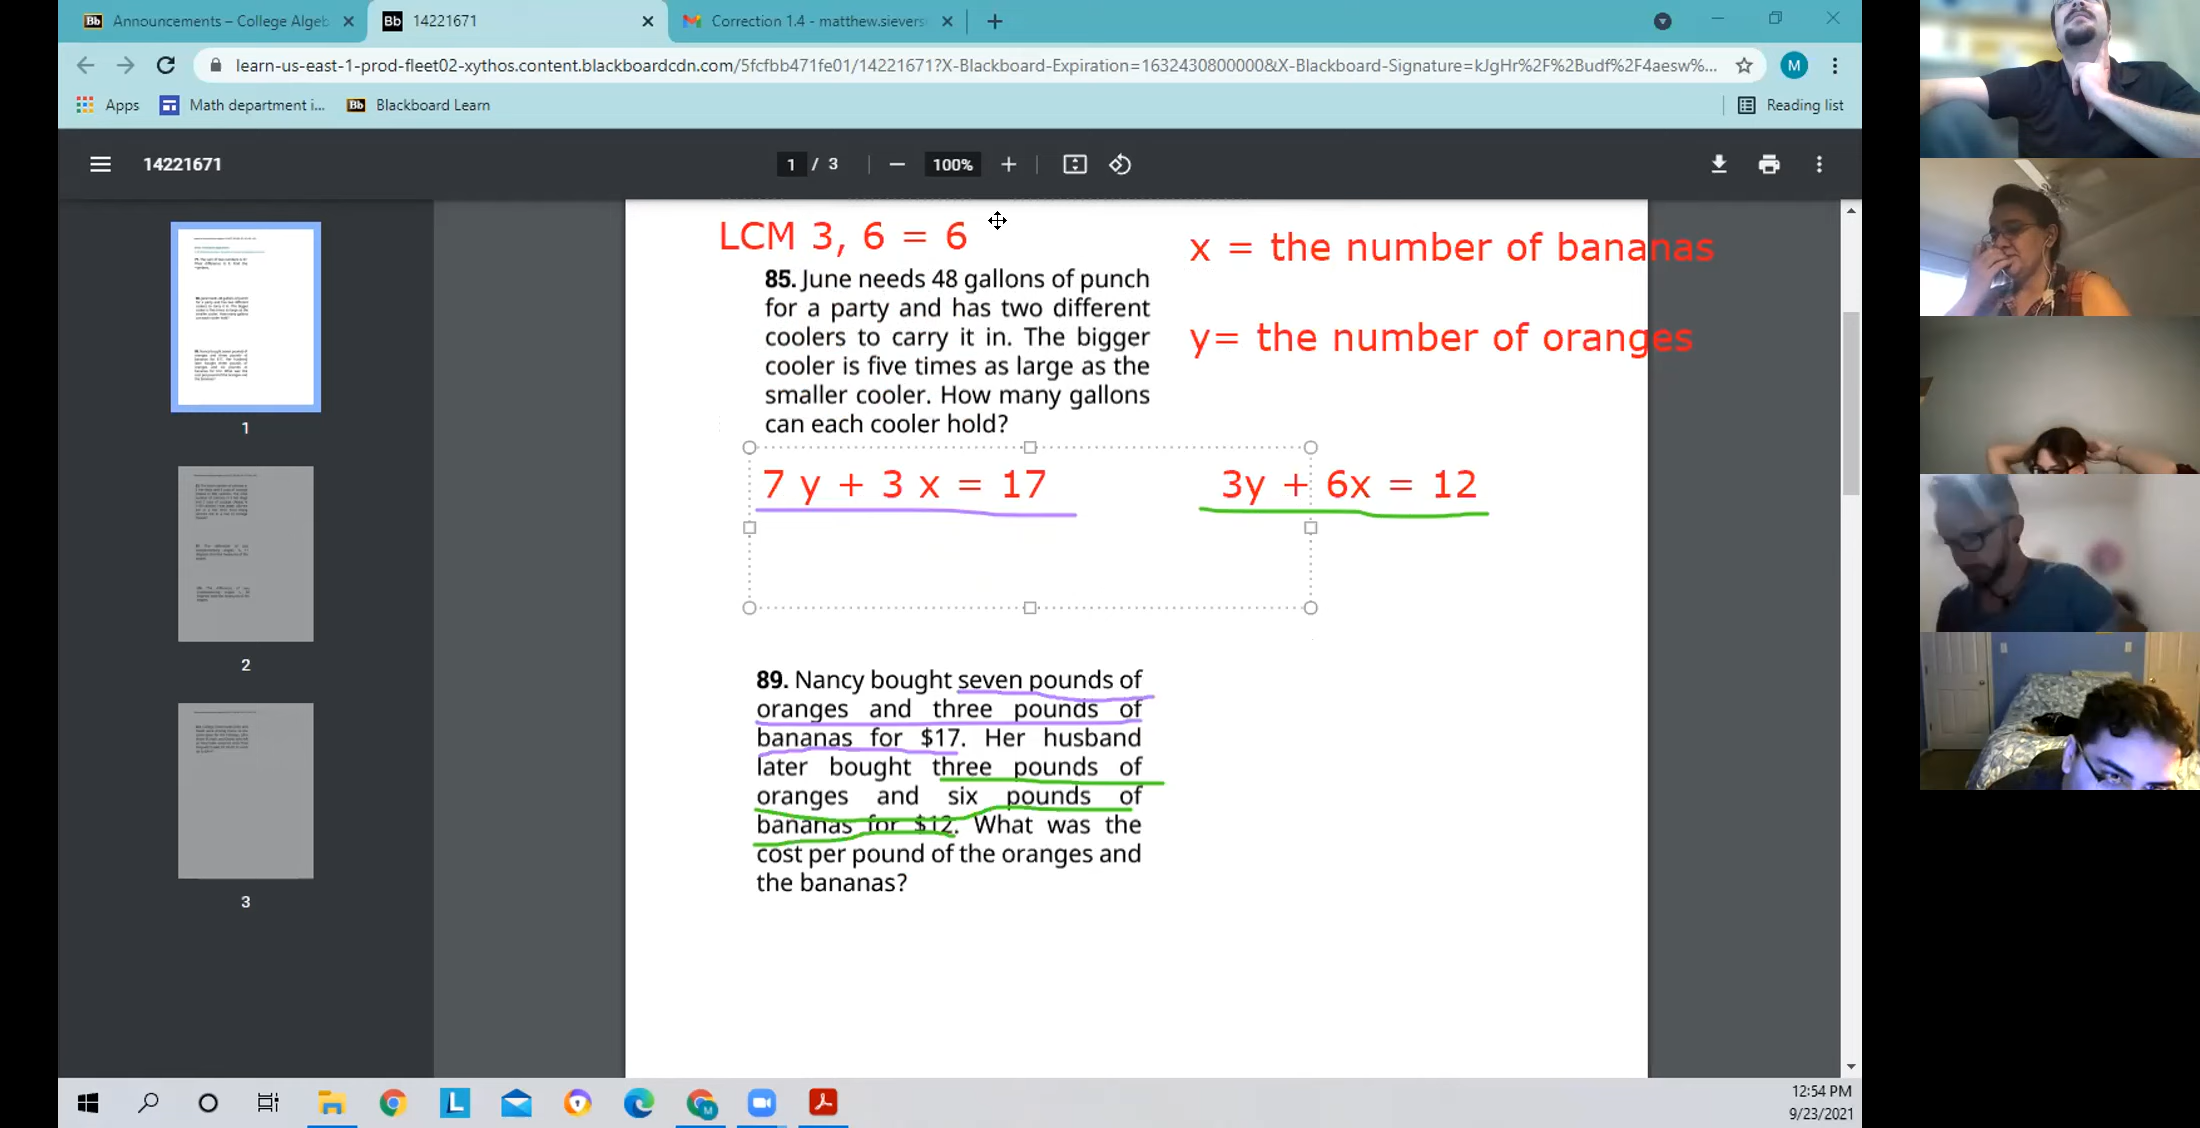 Announcements – College Algeb
14221671
Correction 1.4 - matthew.sievers
learn-us-east-1-prod-fleet02-xythos.content.blackboardcdn.com/5fcfbb471fe01/14221671?X-Blackboard-Expiration=1632430800000&X-Blackboard-Signature=kJgHr%2F%2Budf%2F4aesw%...
M
Apps
Math department i...
Blackboard Learn
Reading list
14221671
1 / 3
100%
LCM 3, 6 = 6
x = the number of bananas
y= the number of oranges
85. June needs 48 gallons of punch
for a party and has two different
coolers to carry it in. The bigger
cooler is five times as large as the
smaller cooler. How many gallons
can each cooler hold?
7 y + 3 x = 17
3y + 6x = 12
89. Nancy bought seven pounds of
oranges and three pounds of
bananas for $17. Her husband
later bought three pounds of
oranges and six pounds of
bananas for $12. What was the
cost per pound of the oranges and
the bananas?
1
2
3
12:54 PM
9/23/2021